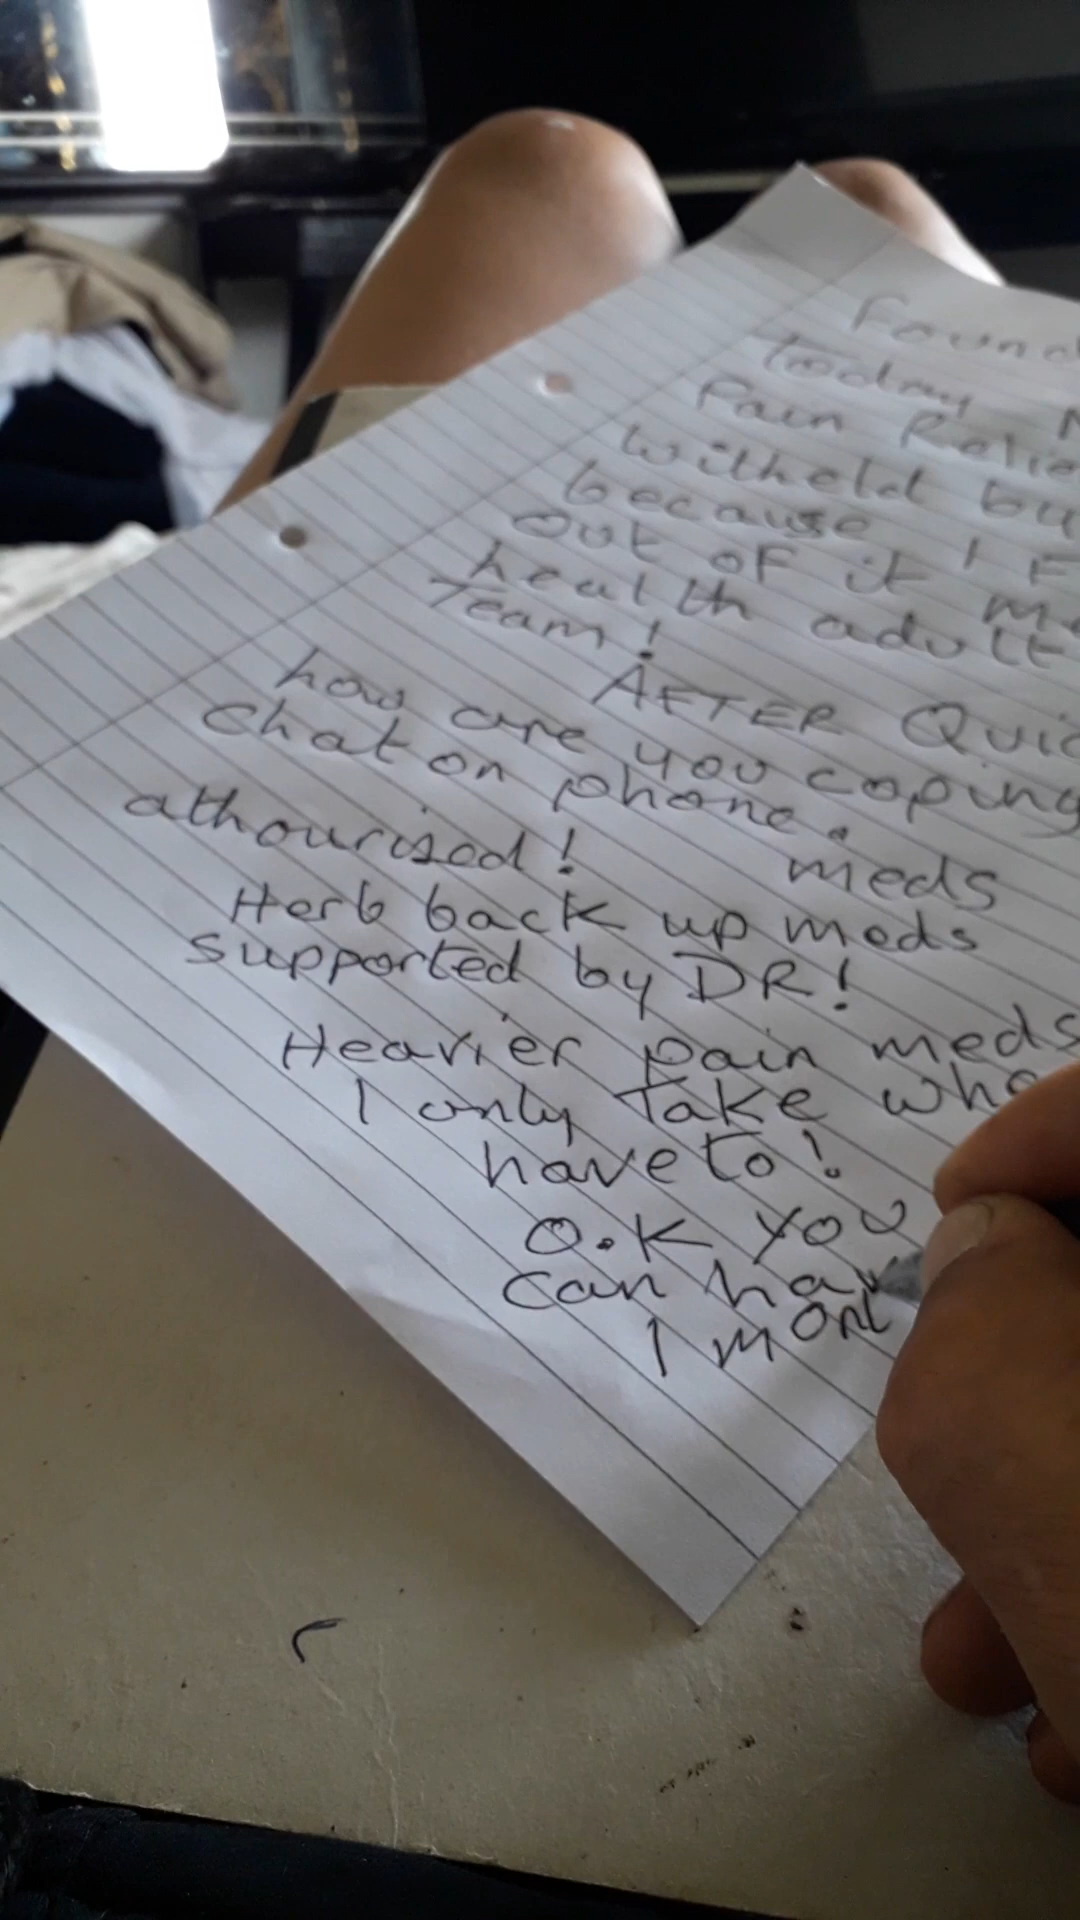 Found
today
Pain Relie
witheld bu
because I F
out of it
health adult
Team!
AFTER Quic
how are you coping
chat on phone. meds
athourised!
Herb back up meds
supported by DR!
Heavier pain meds
I only take whe
have to!
O.K You
can hav
1 mont